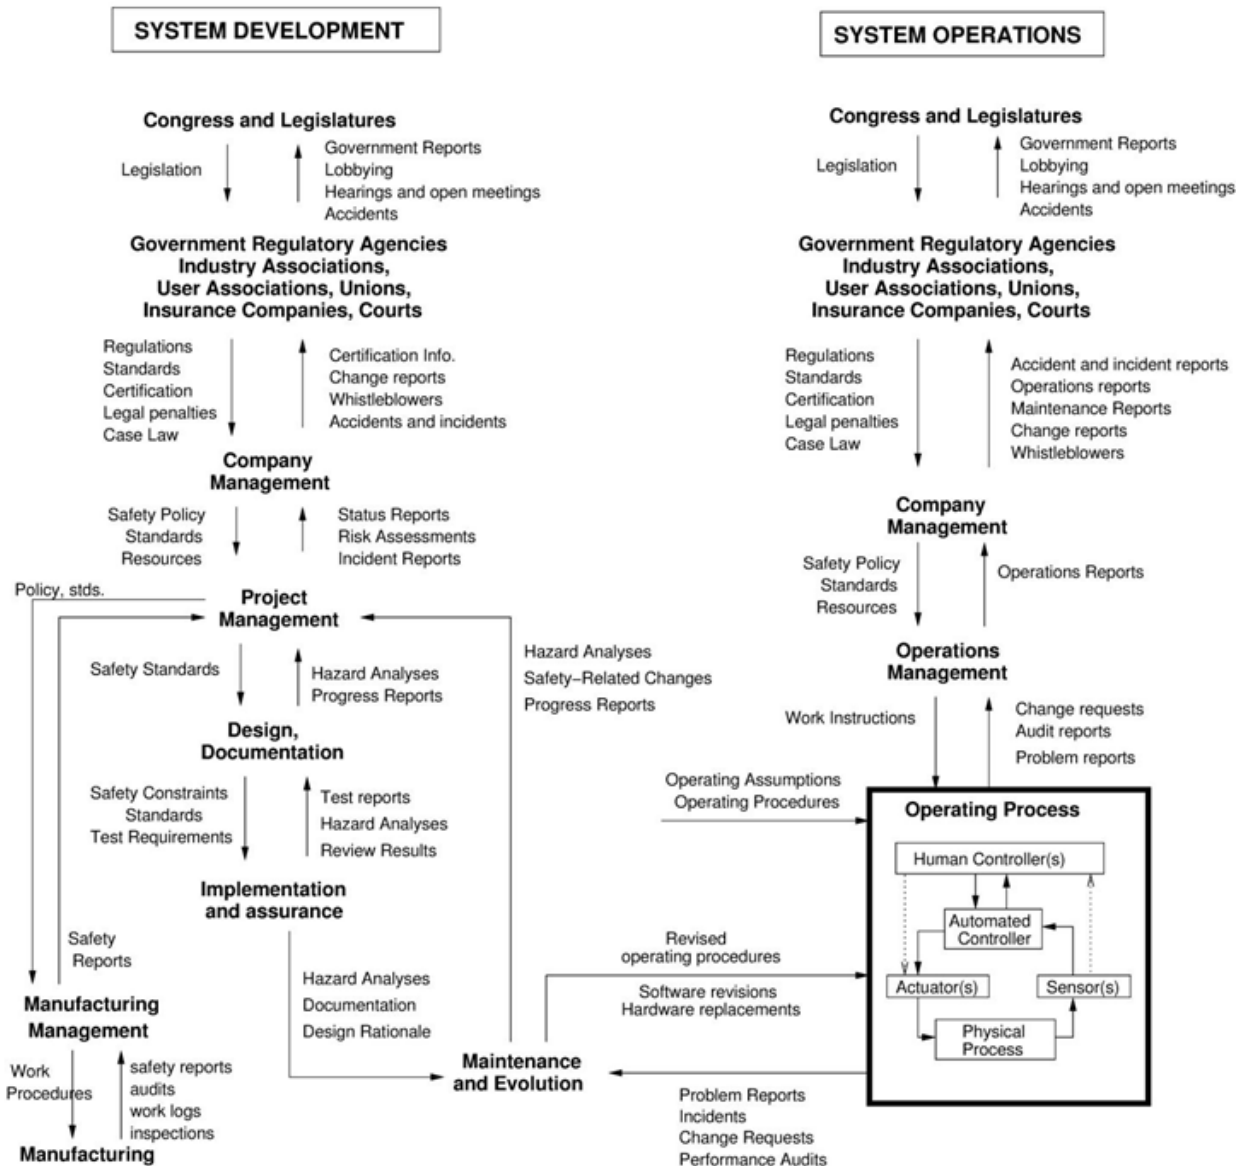 SYSTEM DEVELOPMENT
Congress and Legislatures
Legislation
Government Reports
Lobbying
Hearings and open meetings
Accidents
Government Regulatory Agencies
Industry Associations,
User Associations, Unions,
Insurance Companies, Courts
Regulations
Standards
Certification
Legal penalties
Case Law
Certification Info.
Change reports
Whistleblowers
Accidents and incidents
Company
Management
Safety Policy
Standards
Resources
Status Reports
Risk Assessments
Incident Reports
Policy, stds.
Project
Management
Safety Standards
Hazard Analyses
Progress Reports
Hazard Analyses
Safety−Related Changes
Progress Reports
Design,
Documentation
Safety Constraints
Standards
Test Requirements
Test reports
Hazard Analyses
Review Results
Implementation
and assurance
Safety
Reports
Hazard Analyses
Documentation
Design Rationale
Manufacturing
Management
Work
Procedures
safety reports
audits
work logs
inspections
Manufacturing
Maintenance
and Evolution
SYSTEM OPERATIONS
Congress and Legislatures
Legislation
Government Reports
Lobbying
Hearings and open meetings
Accidents
Government Regulatory Agencies
Industry Associations,
User Associations, Unions,
Insurance Companies, Courts
Regulations
Standards
Certification
Legal penalties
Case Law
Accident and incident reports
Operations reports
Maintenance Reports
Change reports
Whistleblowers
Company
Management
Safety Policy
Standards
Resources
Operations Reports
Operations
Management
Work Instructions
Change requests
Audit reports
Problem reports
Operating Assumptions
Operating Procedures
Operating Process
Human Controller(s)
Automated
Controller
Actuator(s)
Sensor(s)
Physical
Process
Revised
operating procedures
Software revisions
Hardware replacements
Problem Reports
Incidents
Change Requests
Performance Audits